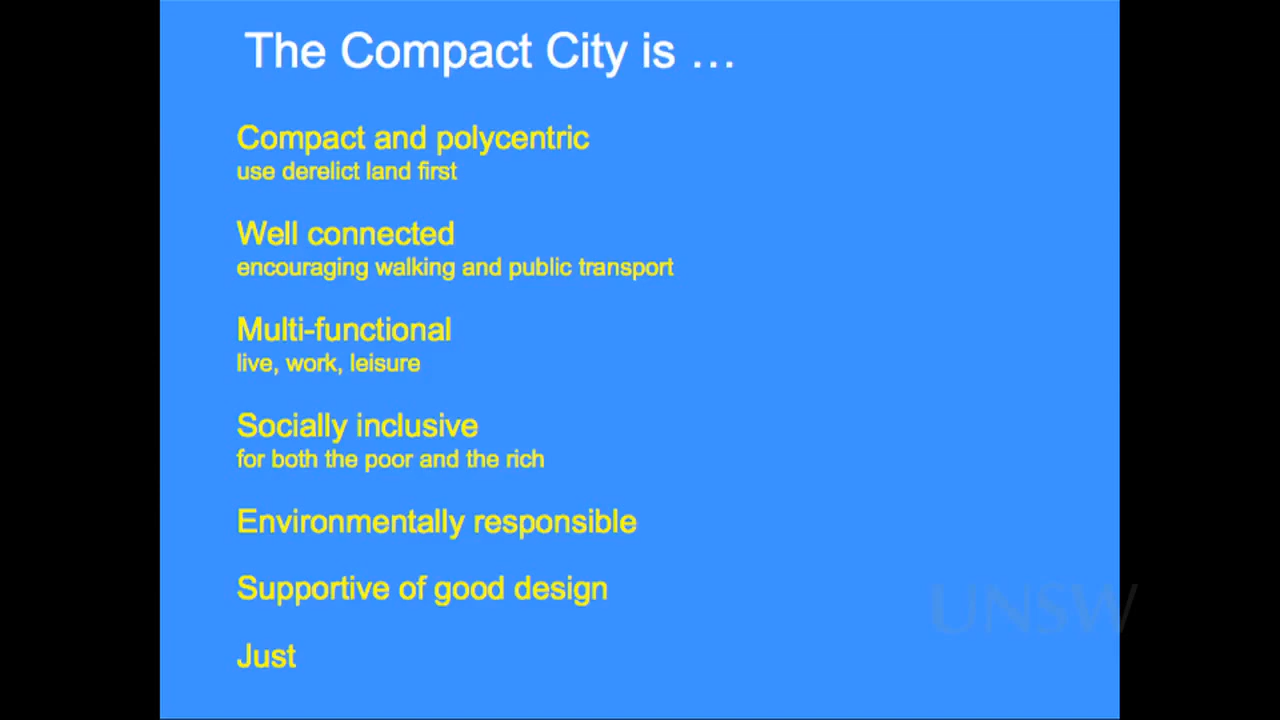 The Compact City is …
Compact and polycentric
use derelict land first
Well connected
encouraging walking and public transport
Multi-functional
live, work, leisure
Socially inclusive
for both the poor and the rich
Environmentally responsible
Supportive of good design
UNSW
Just